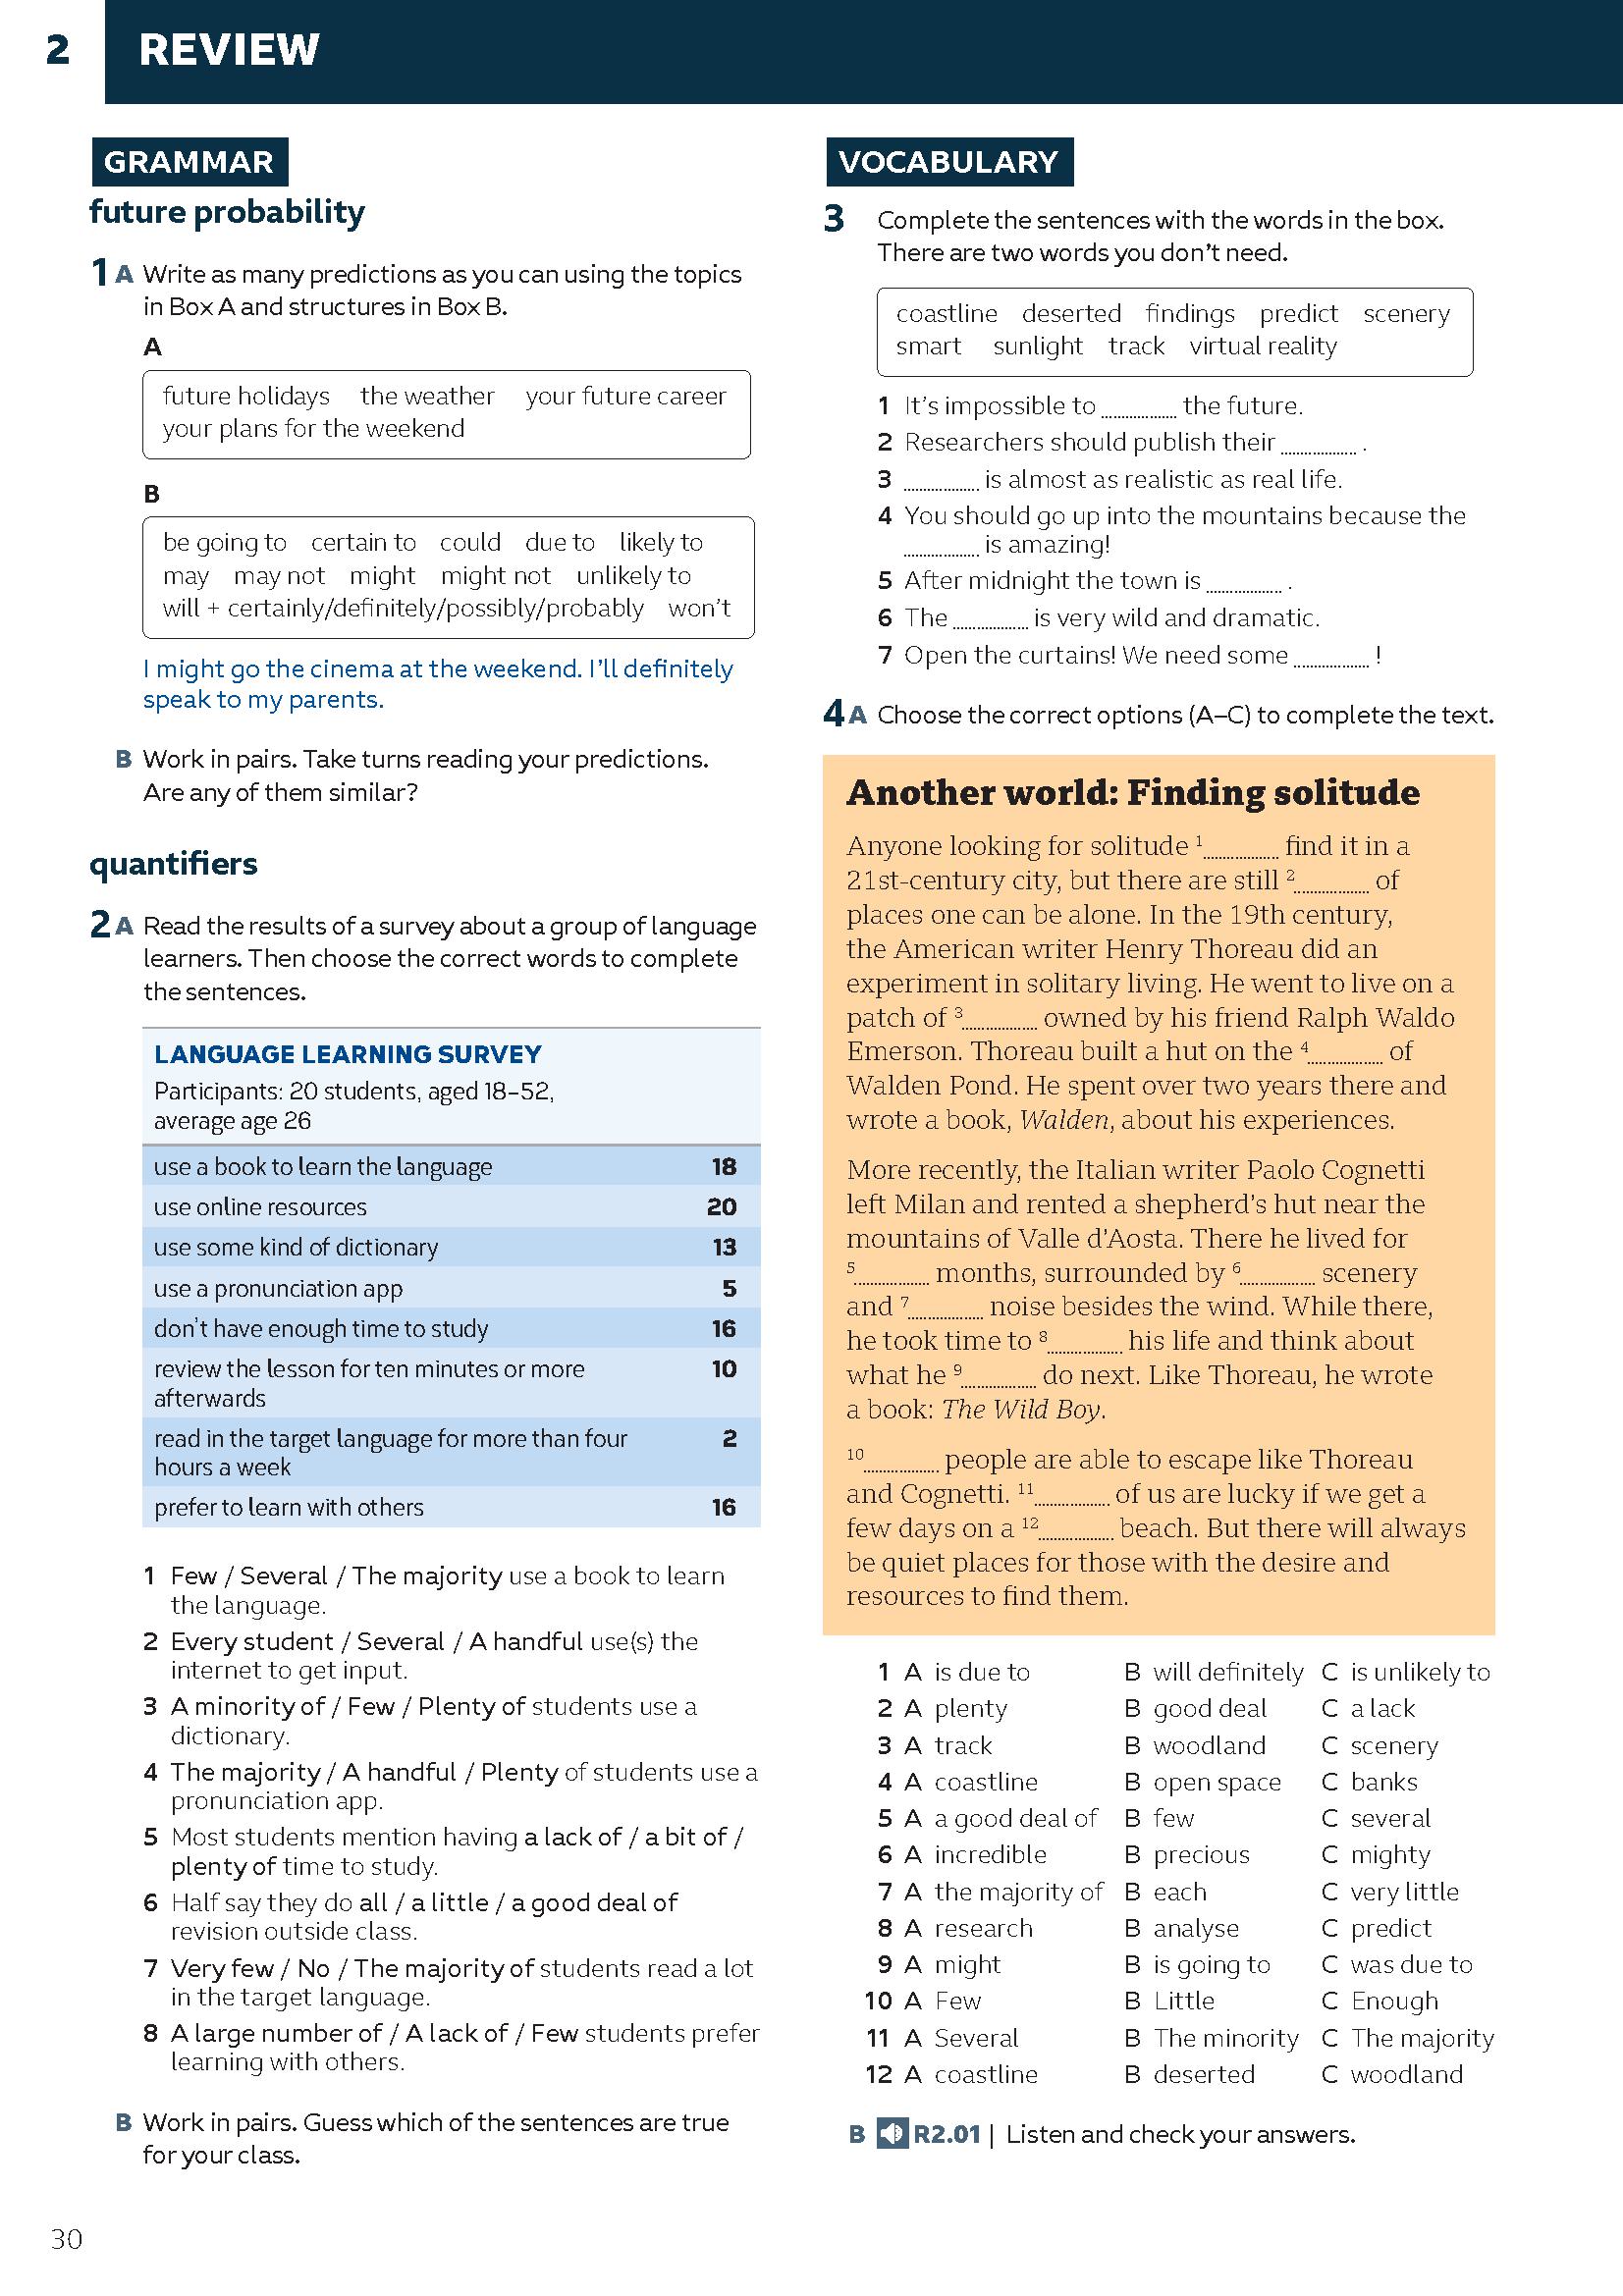 2
REVIEW
GRAMMAR
future probability
1 A Write as many predictions as you can using the topics
in Box A and structures in Box B.
A
future holidays the weather your future career
your plans for the weekend
B
be going to certain to could due to likely to
may may not might might not unlikely to
will + certainly/definitely/possibly/probably won't
I might go the cinema at the weekend. I'll definitely
speak to my parents.
B Work in pairs. Take turns reading your predictions.
Are any of them similar?
quantifiers
2 A Read the results of a survey about a group of language
learners. Then choose the correct words to complete
the sentences.
LANGUAGE LEARNING SURVEY
Participants: 20 students, aged 18–52,
average age 26
use a book to learn the language 18
use online resources 20
use some kind of dictionary 13
use a pronunciation app 5
don't have enough time to study 16
review the lesson for ten minutes or more 10
afterwards
read in the target language for more than four 2
hours a week
prefer to learn with others 16
1 Few / Several / The majority use a book to learn
the language.
2 Every student / Several / A handful use(s) the
internet to get input.
3 A minority of / Few / Plenty of students use a
dictionary.
4 The majority / A handful / Plenty of students use a
pronunciation app.
5 Most students mention having a lack of / a bit of /
plenty of time to study.
6 Half say they do all / a little / a good deal of
revision outside class.
7 Very few / No / The majority of students read a lot
in the target language.
8 A large number of / A lack of / Few students prefer
learning with others.
B Work in pairs. Guess which of the sentences are true
for your class.
VOCABULARY
3 Complete the sentences with the words in the box.
There are two words you don't need.
coastline deserted findings predict scenery
smart sunlight track virtual reality
1 It's impossible to ............... the future.
2 Researchers should publish their ............... .
3 ............... is almost as realistic as real life.
4 You should go up into the mountains because the
............... is amazing!
5 After midnight the town is ............... .
6 The ............... is very wild and dramatic.
7 Open the curtains! We need some ............... !
4 A Choose the correct options (A–C) to complete the text.
Another world: Finding solitude
Anyone looking for solitude 1............... find it in a
21st-century city, but there are still 2............... of
places one can be alone. In the 19th century,
the American writer Henry Thoreau did an
experiment in solitary living. He went to live on a
patch of 3............... owned by his friend Ralph Waldo
Emerson. Thoreau built a hut on the 4............... of
Walden Pond. He spent over two years there and
wrote a book, Walden, about his experiences.
More recently, the Italian writer Paolo Cognetti
left Milan and rented a shepherd's hut near the
mountains of Valle d'Aosta. There he lived for
5............... months, surrounded by 6............... scenery
and 7............... noise besides the wind. While there,
he took time to 8............... his life and think about
what he 9............... do next. Like Thoreau, he wrote
a book: The Wild Boy.
10............... people are able to escape like Thoreau
and Cognetti. 11............... of us are lucky if we get a
few days on a 12............... beach. But there will always
be quiet places for those with the desire and
resources to find them.
1 A is due to B will definitely C is unlikely to
2 A plenty B good deal C a lack
3 A track B woodland C scenery
4 A coastline B open space C banks
5 A a good deal of B few C several
6 A incredible B precious C mighty
7 A the majority of B each C very little
8 A research B analyse C predict
9 A might B is going to C was due to
10 A Few B Little C Enough
11 A Several B The minority C The majority
12 A coastline B deserted C woodland
B R2.01 | Listen and check your answers.
30